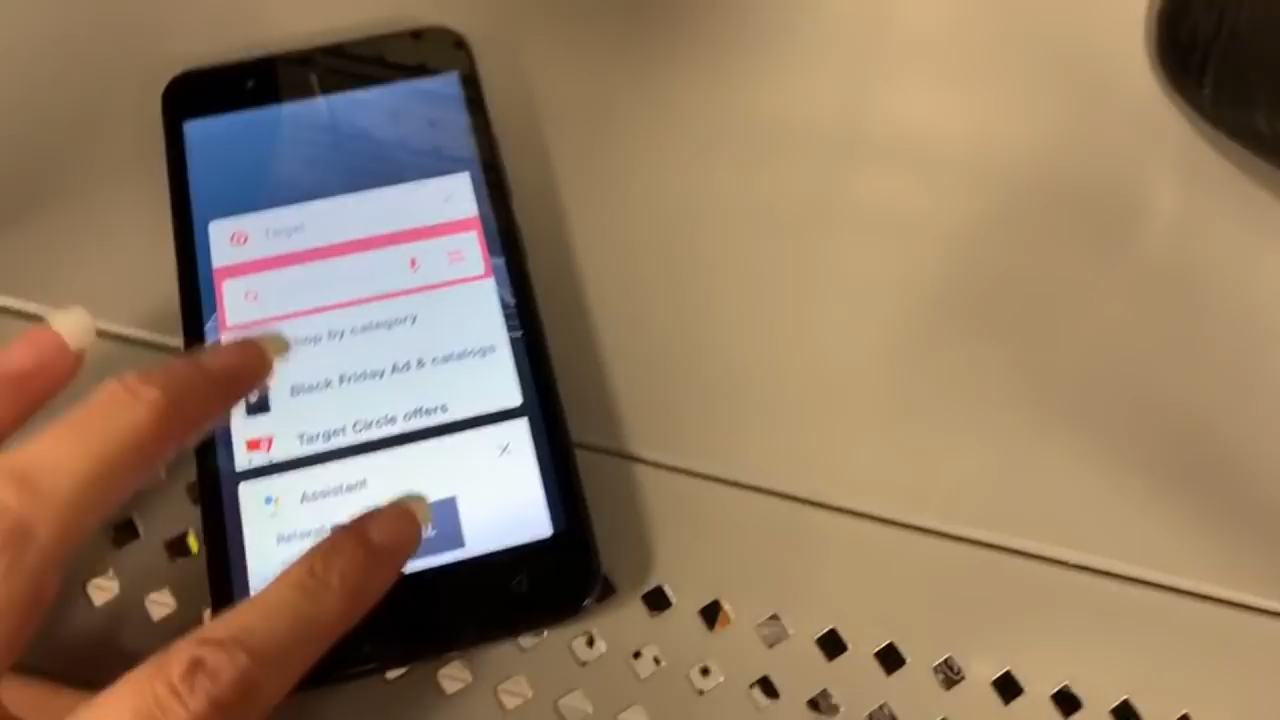 Target
Shop by category
Black Friday Ad & catalogs
Target Circle offers
Assistant